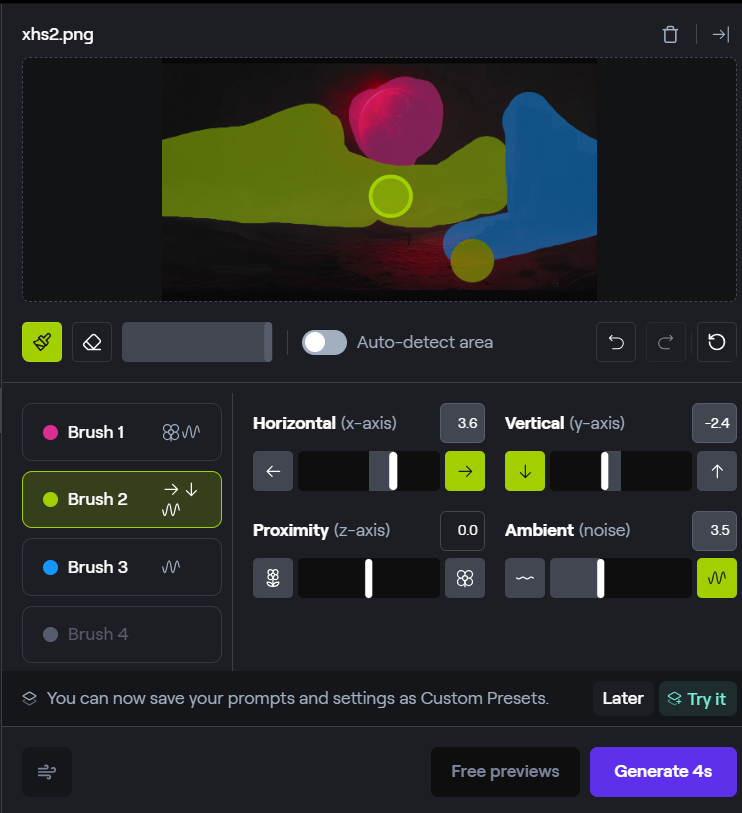 xhs2.png
Auto-detect area
Brush 1
Brush 2
Brush 3
Brush 4
Horizontal (x-axis) 3.6
Vertical (y-axis) -2.4
Proximity (z-axis) 0.0
Ambient (noise) 3.5
You can now save your prompts and settings as Custom Presets.
Later
Try it
Free previews
Generate 4s